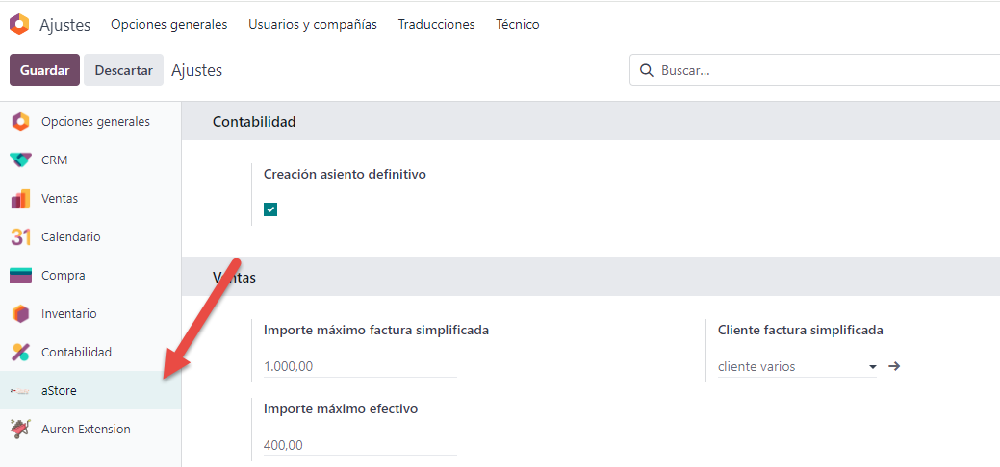 Ajustes Opciones generales Usuarios y compañías Traducciones Técnico
Guardar Descartar Ajustes Buscar...
Opciones generales
CRM
Ventas
31 Calendario
Compra
Inventario
Contabilidad
aStore
Auren Extension
Contabilidad
Creación asiento definitivo
Ventas
Importe máximo factura simplificada
1.000,00
Cliente factura simplificada
cliente varios
Importe máximo efectivo
400,00